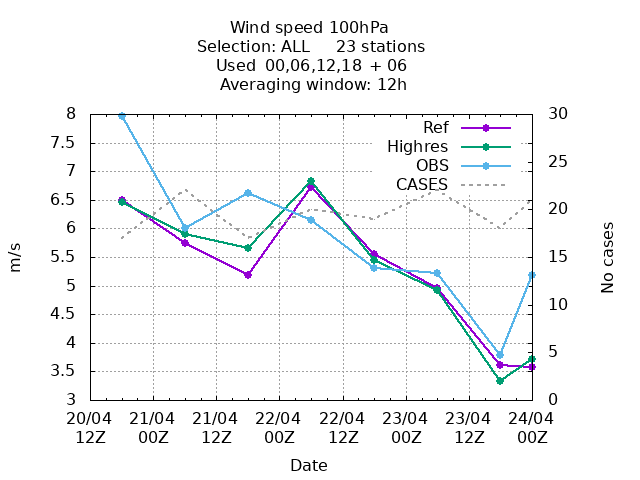 Wind speed 100hPa
Selection: ALL 23 stations
Used 00,06,12,18 + 06
Averaging window: 12h
8
7.5
7
6.5
6
5.5
5
4.5
4
3.5
3
m/s
30
25
20
15
10
5
0
No cases
Ref
Highres
OBS
CASES
20/04 21/04 21/04 22/04 22/04 23/04 23/04 24/04
12Z 00Z 12Z 00Z 12Z 00Z 12Z 00Z
Date